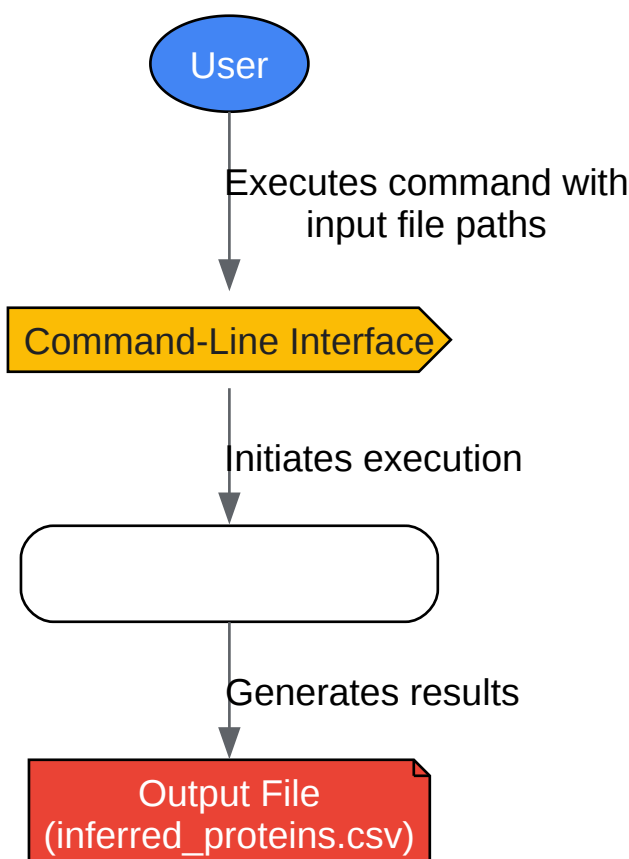 User
Executes command with
input file paths
Command-Line Interface
Initiates execution
Generates results
Output File
(inferred_proteins.csv)